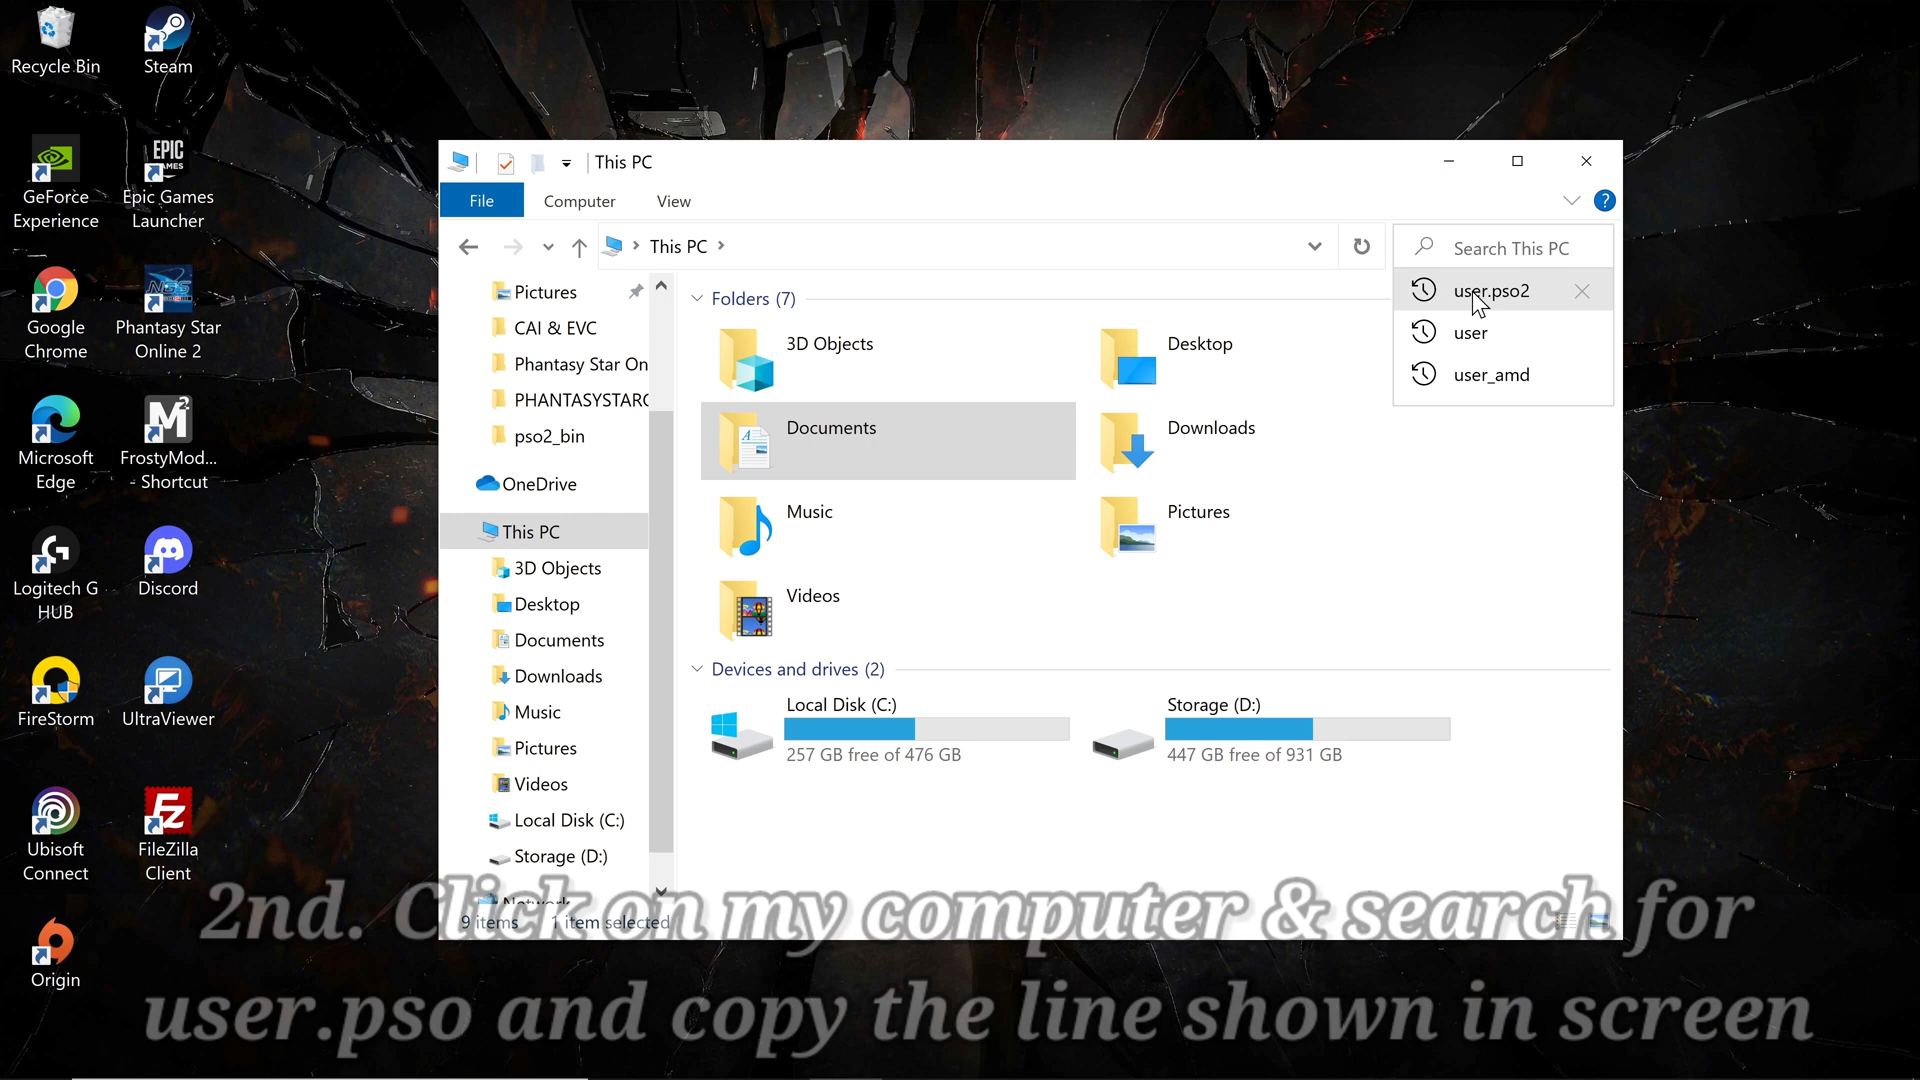 Recycle Bin
Steam
GeForce
Experience
EPIC
GAMES
Epic Games
Launcher
Google
Chrome
NGS
Phantasy Star
Online 2
Microsoft
Edge
M2
FrostyMod...
- Shortcut
Logitech G
HUB
Discord
FireStorm
UltraViewer
Ubisoft
Connect
Fz
FileZilla
Client
Origin
This PC
File
Computer
View
?
This PC
Search This PC
user.pso2
user
user_amd
Pictures
CAI & EVC
Phantasy Star On
PHANTASYSTARO
pso2_bin
OneDrive
This PC
3D Objects
Desktop
Documents
Downloads
Music
Pictures
Videos
Local Disk (C:)
Storage (D:)
Network
Folders (7)
3D Objects
Desktop
Documents
Downloads
Music
Pictures
Videos
Devices and drives (2)
Local Disk (C:)
257 GB free of 476 GB
Storage (D:)
447 GB free of 931 GB
9 items
1 item selected
2nd. Click on my computer & search for
user.pso and copy the line shown in screen